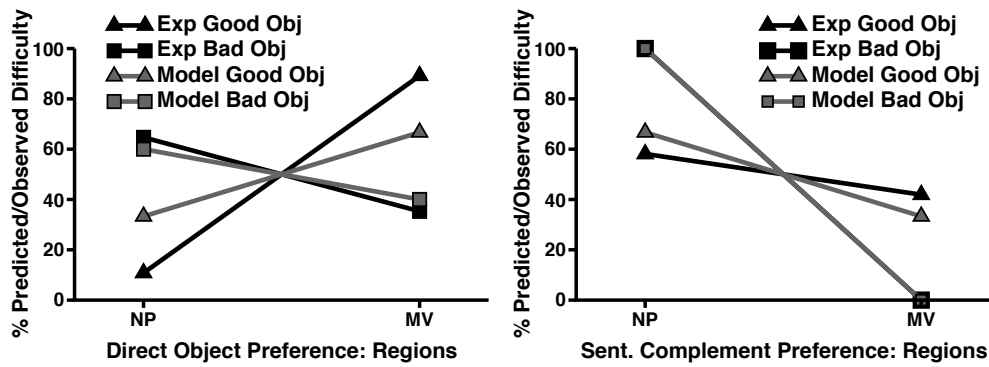 % Predicted/Observed Difficulty
Exp Good Obj
Exp Bad Obj
Model Good Obj
Model Bad Obj
100
80
60
40
20
0
NP
MV
Direct Object Preference: Regions
% Predicted/Observed Difficulty
Exp Good Obj
Exp Bad Obj
Model Good Obj
Model Bad Obj
100
80
60
40
20
0
NP
MV
Sent. Complement Preference: Regions